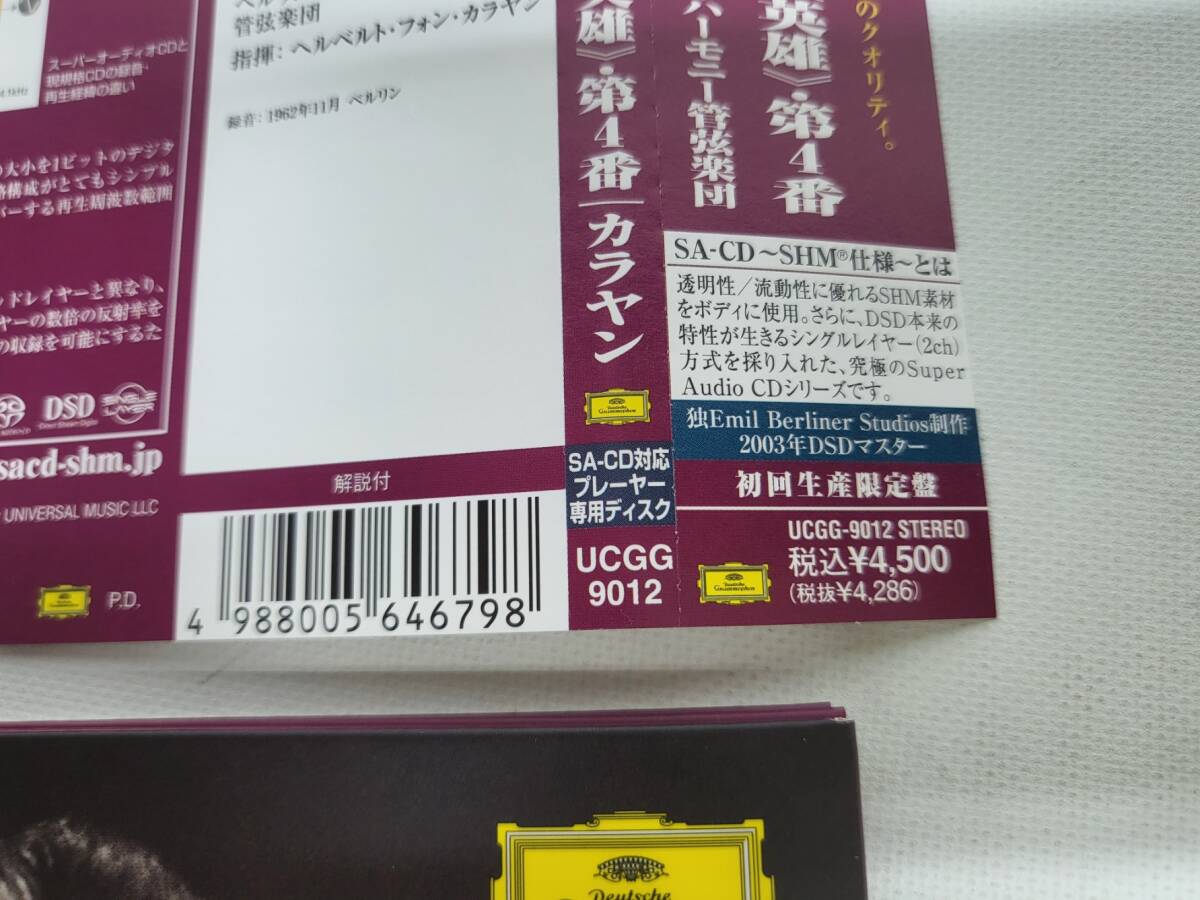 スーパーオーディオCDと
現規格CDの録音・
再生経緯の違い
の大小を1ビットのデジタ
構成がとてもシンプル
バーする再生周波数範囲
ッドレイヤーと異なり、
ヤーの数倍の反射率を
の収録を可能にするた
DSD
Direct Stream Digital
sacd-shm.jp
UNIVERSAL MUSIC LLC
P.D.
管弦楽団
指揮：ヘルベルト・フォン・カラヤン
録音：1962年11月 ベルリン
解説付
4 988005 646798
英雄》・第4番｜カラヤン
Deutsche
Grammophon
SA-CD対応
プレーヤー
専用ディスク
UCGG
9012
のクオリティ。
英雄》・第4番
ハーモニー管弦楽団
SA-CD～SHM®仕様～とは
透明性／流動性に優れるSHM素材
をボディに使用。さらに、DSD本来の
特性が生きるシングルレイヤー（2ch）
方式を採り入れた、究極のSuper
Audio CDシリーズです。
独Emil Berliner Studios制作
2003年DSDマスター
初回生産限定盤
UCGG-9012 STEREO
税込¥4,500
(税抜¥4,286)
Deutsche
Grammophon
Deutsche